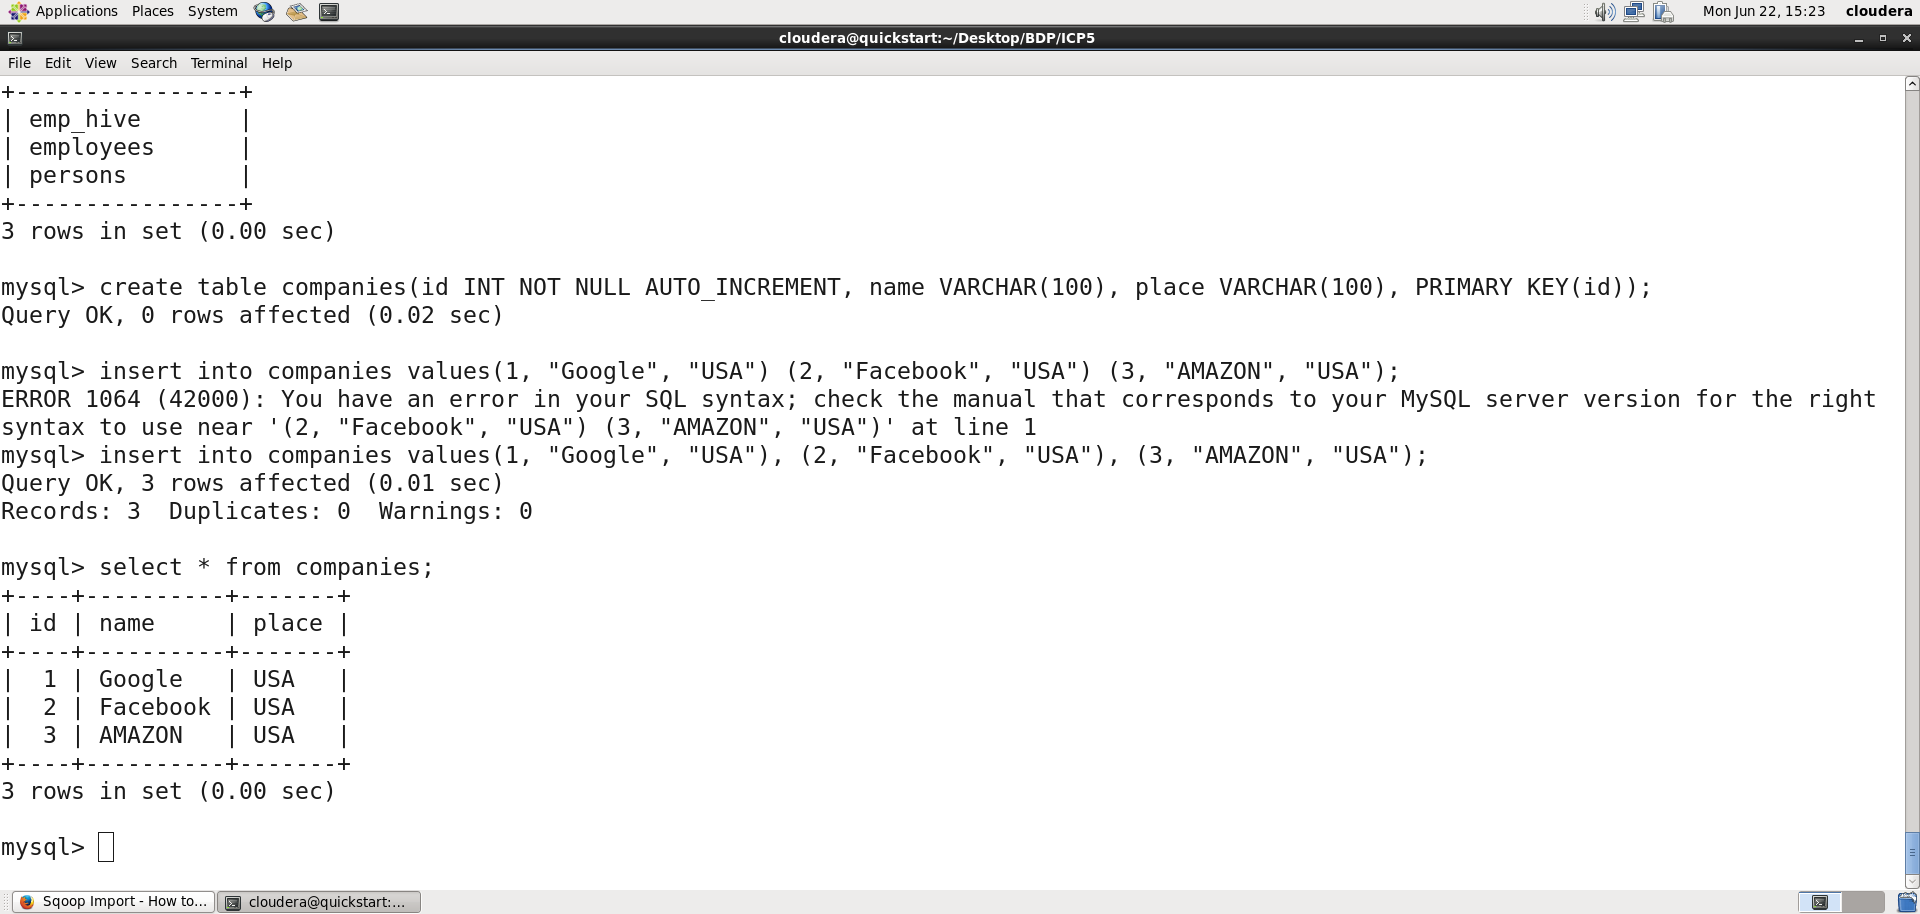 Applications Places System Mon Jun 22, 15:23 cloudera
cloudera@quickstart:~/Desktop/BDP/ICP5
File Edit View Search Terminal Help
+----------------+
| emp_hive       |
| employees      |
| persons        |
+----------------+
3 rows in set (0.00 sec)
mysql> create table companies(id INT NOT NULL AUTO_INCREMENT, name VARCHAR(100), place VARCHAR(100), PRIMARY KEY(id));
Query OK, 0 rows affected (0.02 sec)
mysql> insert into companies values(1, "Google", "USA") (2, "Facebook", "USA") (3, "AMAZON", "USA");
ERROR 1064 (42000): You have an error in your SQL syntax; check the manual that corresponds to your MySQL server version for the right
syntax to use near '(2, "Facebook", "USA") (3, "AMAZON", "USA")' at line 1
mysql> insert into companies values(1, "Google", "USA"), (2, "Facebook", "USA"), (3, "AMAZON", "USA");
Query OK, 3 rows affected (0.01 sec)
Records: 3  Duplicates: 0  Warnings: 0
mysql> select * from companies;
+----+----------+-------+
| id | name     | place |
+----+----------+-------+
|  1 | Google   | USA   |
|  2 | Facebook | USA   |
|  3 | AMAZON   | USA   |
+----+----------+-------+
3 rows in set (0.00 sec)
mysql>
Sqoop Import - How to... cloudera@quickstart:...